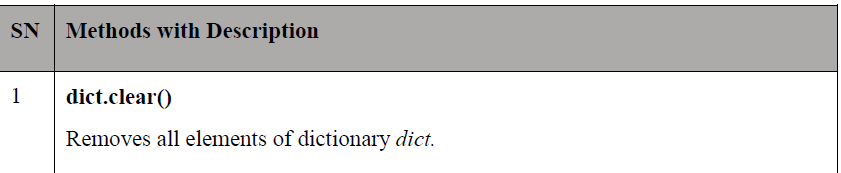 SN Methods with Description
1 dict.clear()
Removes all elements of dictionary dict.